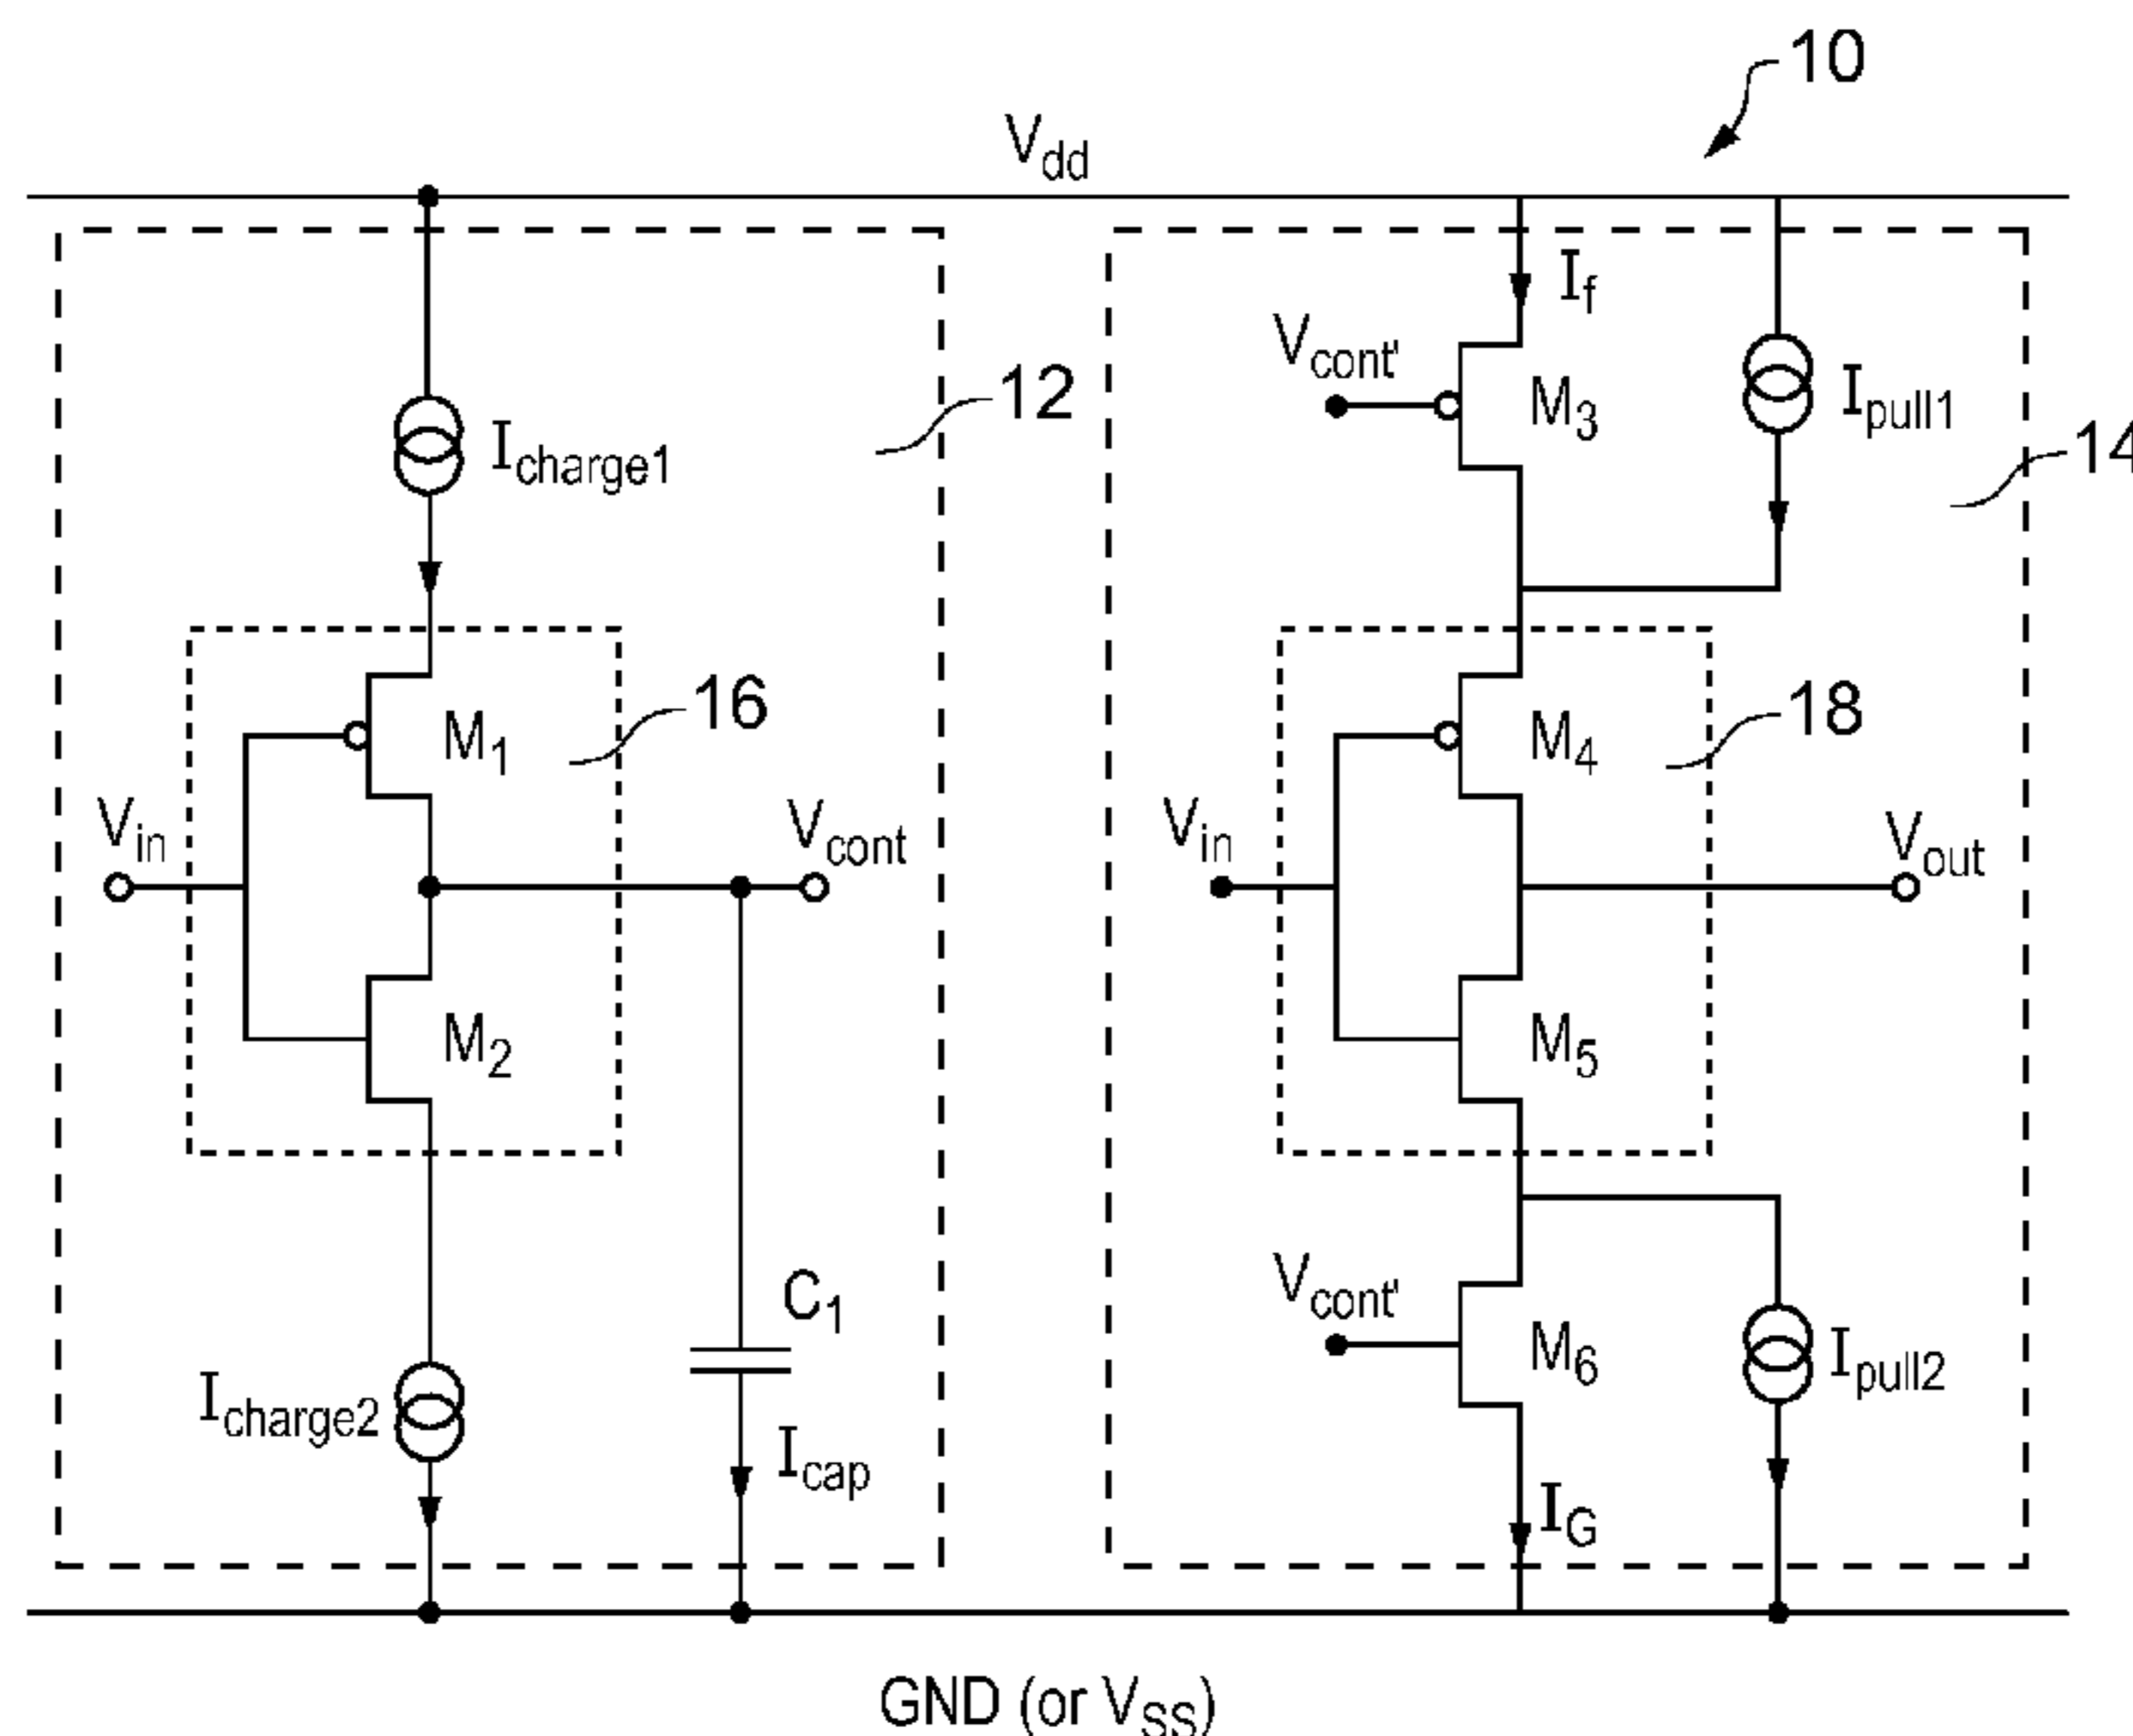 10
Vdd
If
Vcont'
M3
Ipull1
12
14
Icharge1
16
M1
18
M4
Vin
Vcont
Vin
Vout
M2
M5
C1
Vcont'
M6
Ipull2
Icharge2
Icap
IG
GND (or VSS)